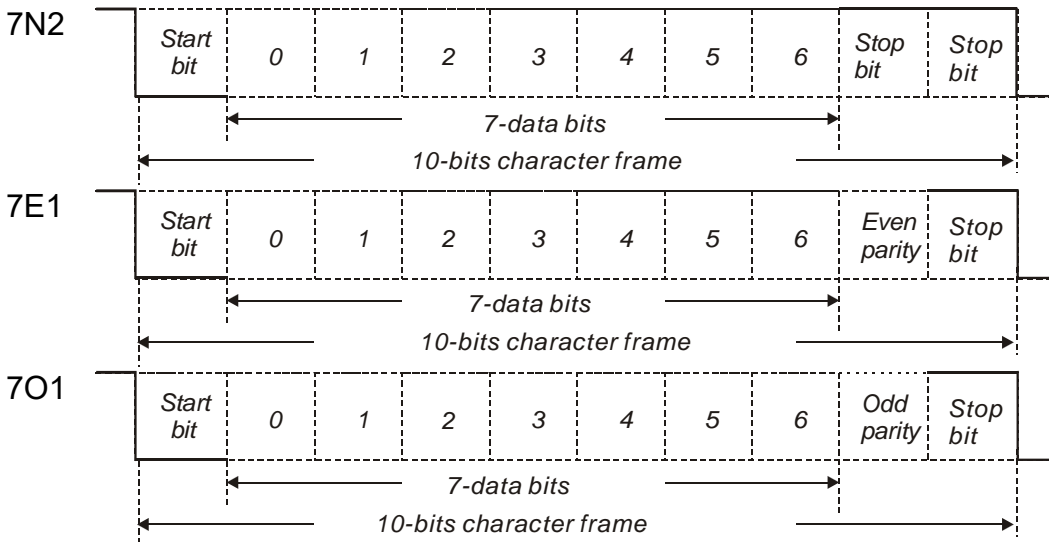 7N2
Start bit 0 1 2 3 4 5 6 Stop bit Stop bit
7-data bits
10-bits character frame
7E1
Start bit 0 1 2 3 4 5 6 Even parity Stop bit
7-data bits
10-bits character frame
7O1
Start bit 0 1 2 3 4 5 6 Odd parity Stop bit
7-data bits
10-bits character frame